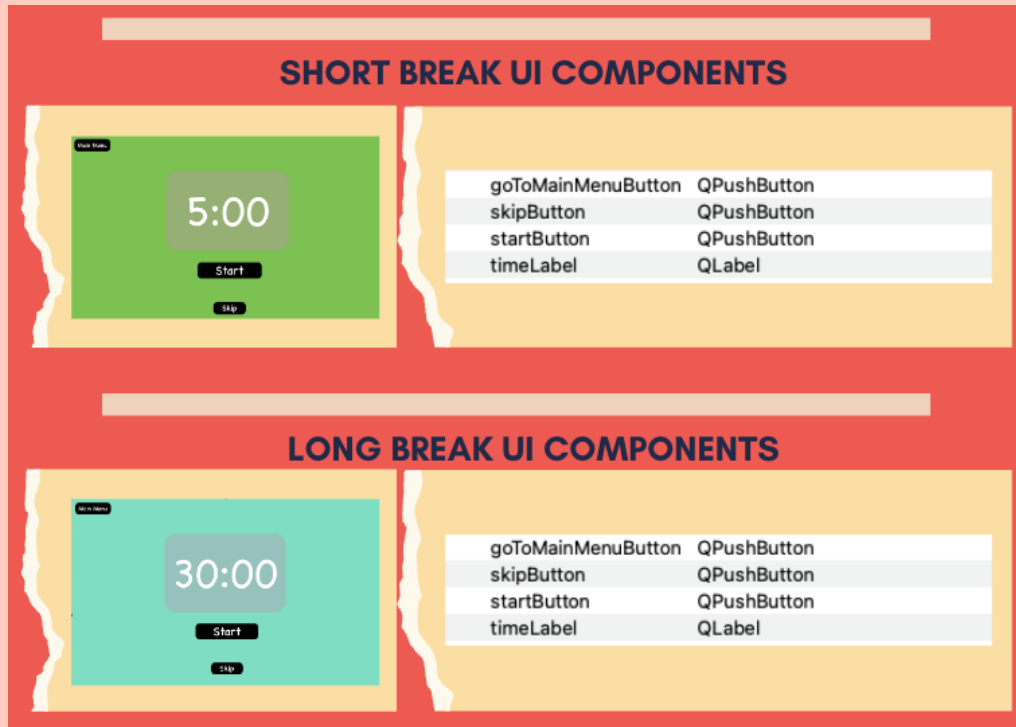 SHORT BREAK UI COMPONENTS
Main Menu
5:00
Start
Skip
goToMainMenuButton QPushButton
skipButton QPushButton
startButton QPushButton
timeLabel QLabel
LONG BREAK UI COMPONENTS
Main Menu
30:00
Start
Skip
goToMainMenuButton QPushButton
skipButton QPushButton
startButton QPushButton
timeLabel QLabel